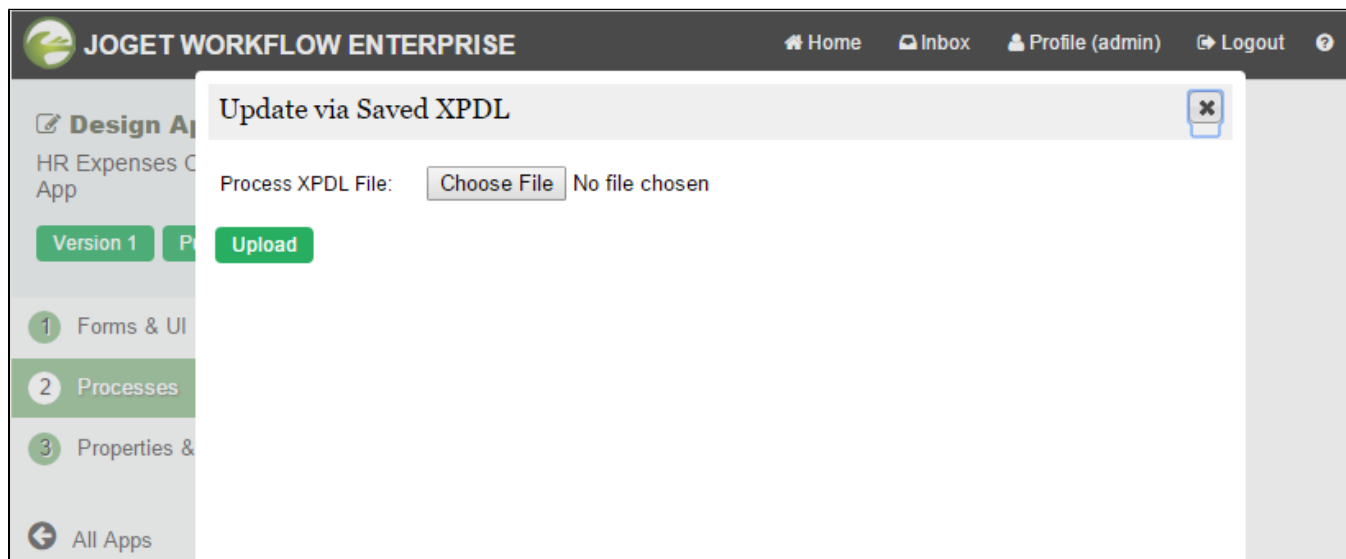 JOGET WORKFLOW ENTERPRISE Home Inbox Profile (admin) Logout ?
Update via Saved XPDL
Design Ap
HR Expenses C
App
Process XPDL File: Choose File No file chosen
Version 1
Upload
1 Forms & UI
2 Processes
3 Properties &
All Apps